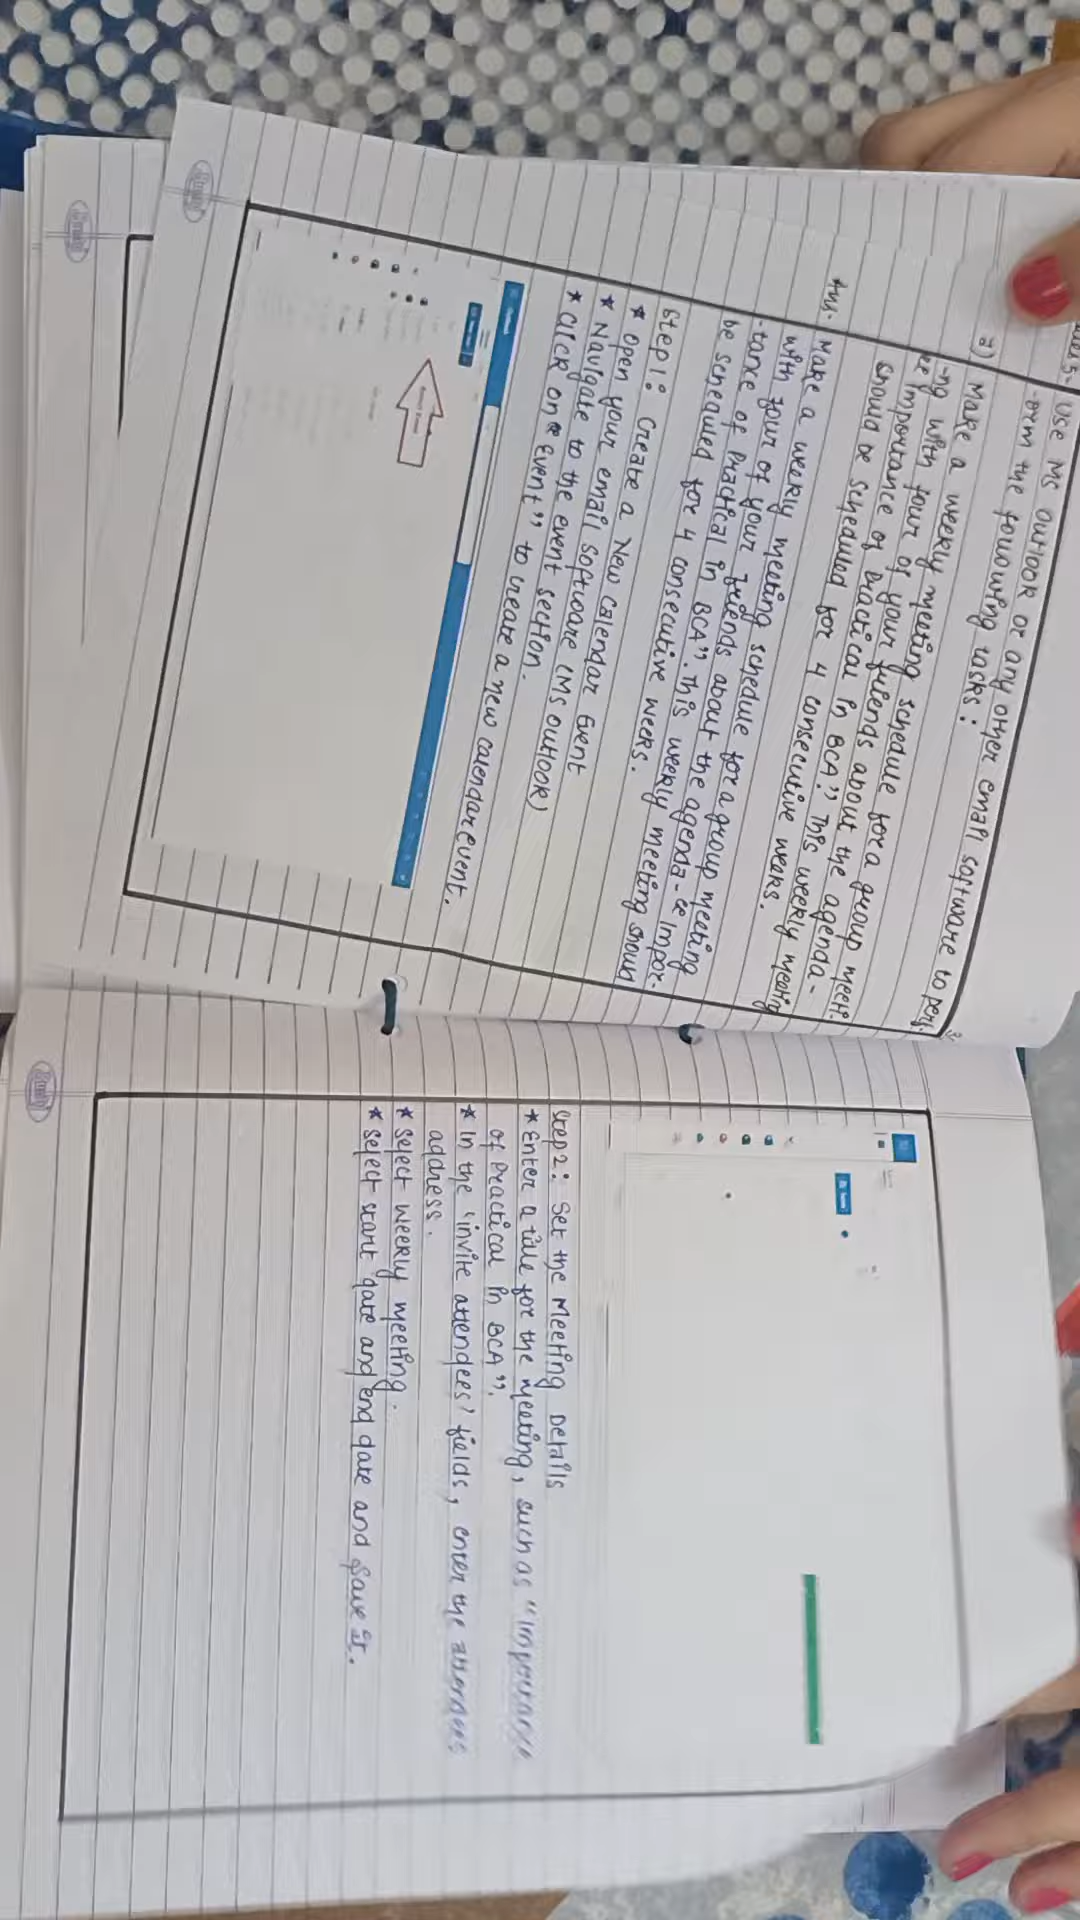 Use MS outlook or any other email software to perf-
-orm the following tasks:
a) Make a weekly meeting schedule for a group meeti-
-ng with four of your friends about the agenda-
ie importance of practical in BCA". This weekly meeting
should be scheduled for 4 consecutive weeks.
Ans. Make a weekly meeting schedule for a group meeting
with four of your friends about the agenda-ie impor-
-tance of Practical in BCA". This weekly meeting shoul
be scheduled for 4 consecutive weeks.
Step1: Create a New Calendar Event
* Open your email software (MS outlook)
* Navigate to the event section.
* Click on event" to create a new calendar event.
Step2: Set the Meeting Details
* Enter a title for the meeting, such as "Importance
of Practical in BCA".
* In the 'invite attendees' fields, enter the attendees
address.
* Select weekly meeting.
* Select start date and end date and save it.